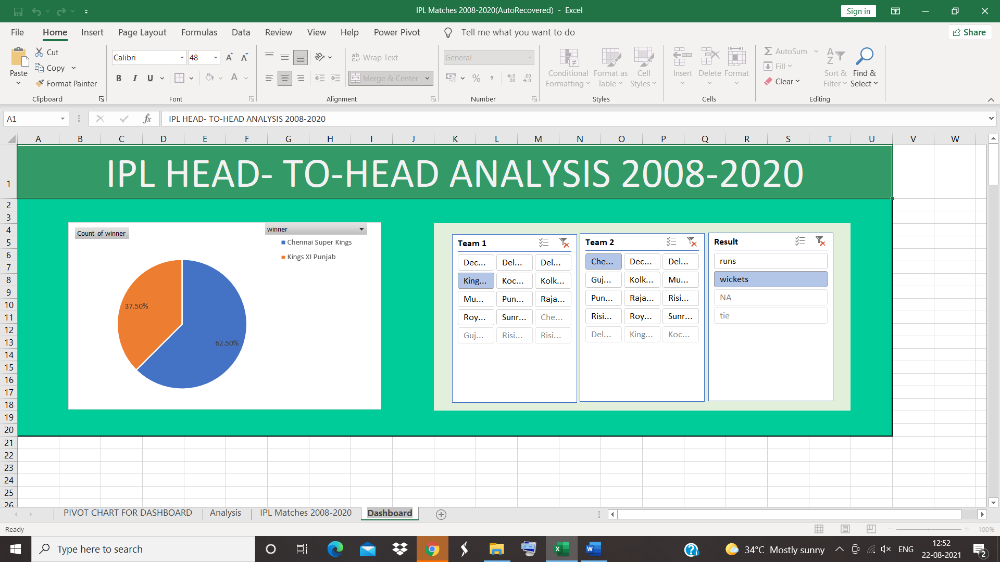 IPL Matches 2008-2020(AutoRecovered) - Excel
Sign in
File Home Insert Page Layout Formulas Data Review View Help Power Pivot Tell me what you want to do
Share
Paste
Cut
Copy
Format Painter
Clipboard
Calibri 48
B I U
Font
Wrap Text
Merge & Center
Alignment
General
Number
Conditional Formatting
Format as Table
Cell Styles
Styles
Insert Delete Format
Cells
AutoSum
Fill
Clear
Sort & Filter
Find & Select
Editing
A1
fx
IPL HEAD- TO-HEAD ANALYSIS 2008-2020
A B C D E F G H I J K L M N O P Q R S T U V W
1
2
3
4
5
6
7
8
9
10
11
12
13
14
15
16
17
18
19
20
21
22
23
24
25
26
IPL HEAD- TO-HEAD ANALYSIS 2008-2020
Count of winner
winner
Chennai Super Kings
Kings XI Punjab
37.50%
62.50%
Team 1
Dec... Del... Del...
King... Koc... Kolk...
Mu... Pun... Raja...
Roy... Sunr... Che...
Guj... Risi... Risi...
Team 2
Che... Dec... Del...
Guj... Kolk... Mu...
Pun... Raja... Risi...
Risi... Roy... Sunr...
Del... King... Koc...
Result
runs
wickets
NA
tie
PIVOT CHART FOR DASHBOARD Analysis IPL Matches 2008-2020 Dashboard
Ready
100%
Type here to search
34°C Mostly sunny
ENG
12:52
22-08-2021
2